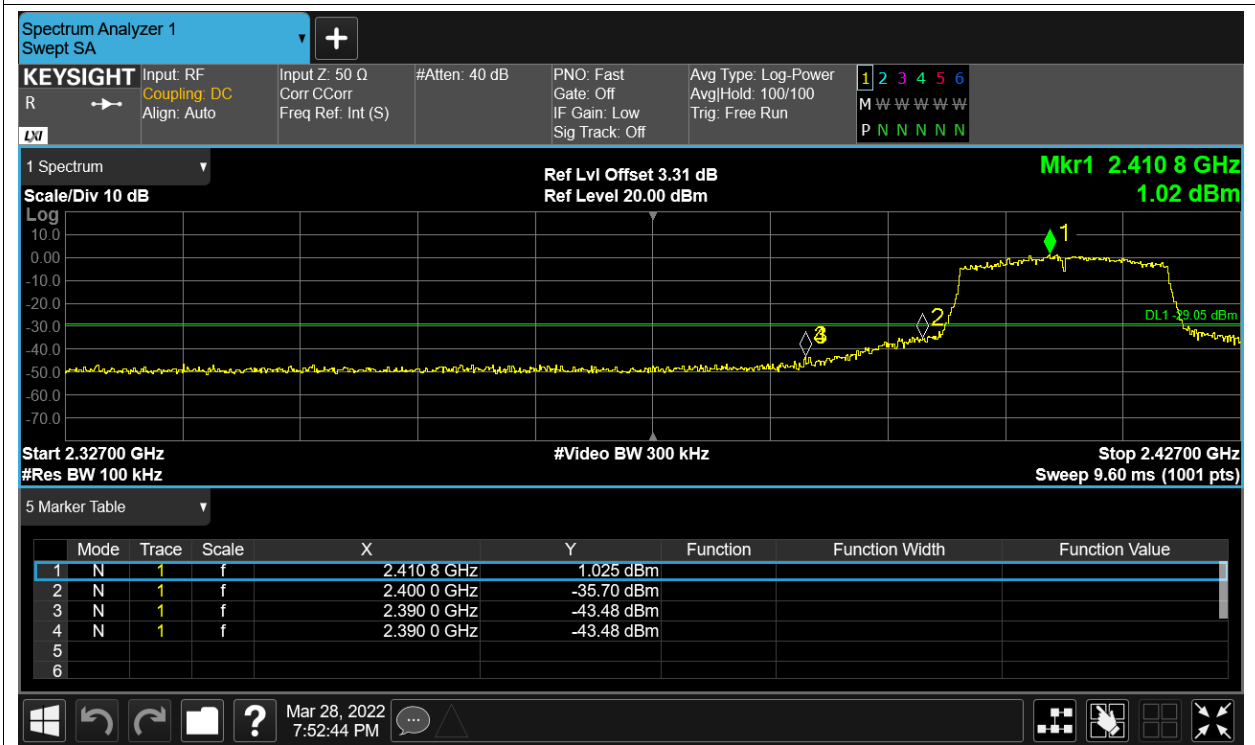 Spectrum Analyzer 1
Swept SA
KEYSIGHT
R
LXI
Input: RF
Coupling: DC
Align: Auto
Input Z: 50 Ω
Corr CCorr
Freq Ref: Int (S)
#Atten: 40 dB
PNO: Fast
Gate: Off
IF Gain: Low
Sig Track: Off
Avg Type: Log-Power
Avg|Hold: 100/100
Trig: Free Run
1 2 3 4 5 6
M W W W W W
P N N N N N
1 Spectrum
Scale/Div 10 dB
Ref Lvl Offset 3.31 dB
Ref Level 20.00 dBm
Mkr1 2.410 8 GHz
1.02 dBm
Log
10.0
0.00
-10.0
-20.0
-30.0
-40.0
-50.0
-60.0
-70.0
1
2
DL1 -29.05 dBm
Start 2.32700 GHz
#Res BW 100 kHz
#Video BW 300 kHz
Stop 2.42700 GHz
Sweep 9.60 ms (1001 pts)
5 Marker Table
Mode Trace Scale X Y Function Function Width Function Value
1 N 1 f 2.410 8 GHz 1.025 dBm
2 N 1 f 2.400 0 GHz -35.70 dBm
3 N 1 f 2.390 0 GHz -43.48 dBm
4 N 1 f 2.390 0 GHz -43.48 dBm
5
6
?
Mar 28, 2022
7:52:44 PM